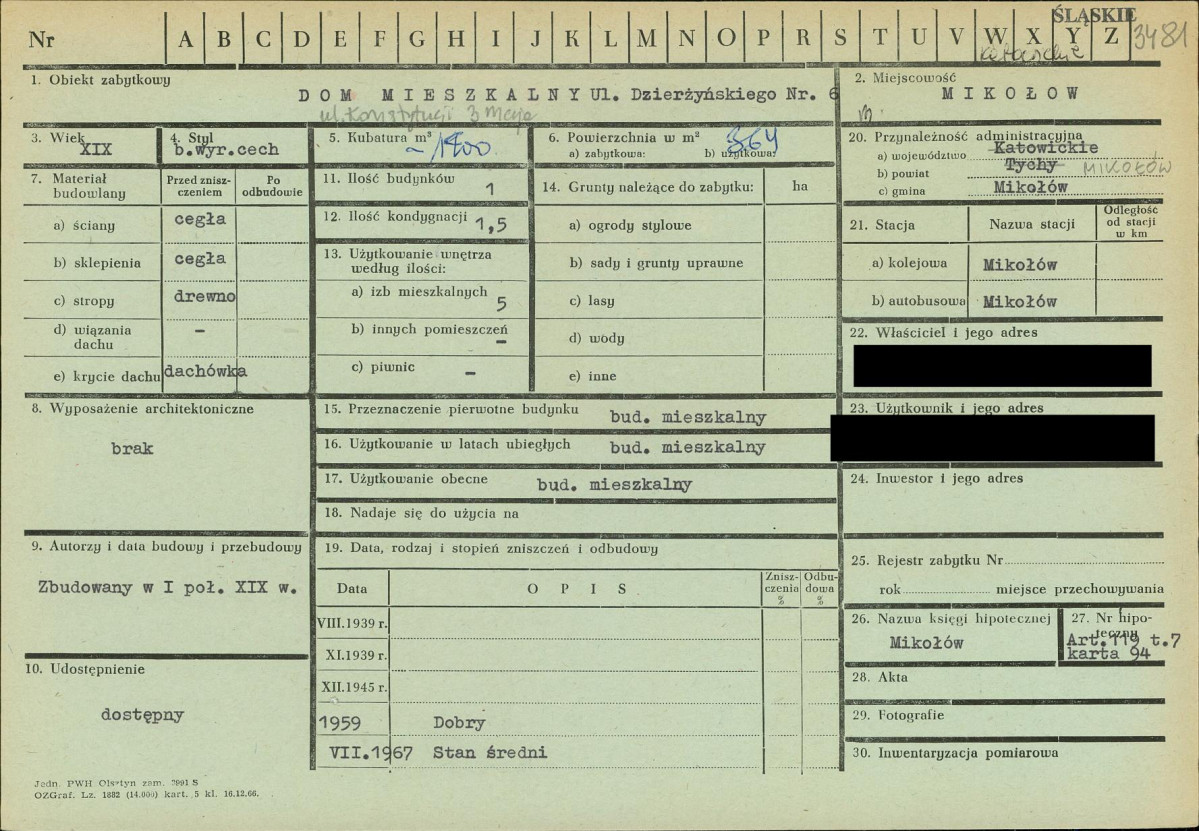 ŚLĄSKIE
Nr A B C D E F G H I J K L M N O P R S T U V W X Y Z 3481
1. Obiekt zabytkowy
DOM MIESZKALNY Ul. Dzierżyńskiego Nr. 6
ul. Konstytucji 3 Maja
2. Miejscowość
MIKOŁOW
3. Wiek
XIX
4. Styl
b.wyr.cech
5. Kubatura m³
~ 1400
6. Powierzchnia w m²
364
a) zabytkowa: b) użytkowa:
20. Przynależność administracyjna
a) województwo Katowickie
b) powiat Tychy MIKOŁÓW
c) gmina Mikołów
7. Materiał budowlany
Przed znisz-
czeniem
Po
odbudowie
a) ściany cegła
b) sklepienia cegła
c) stropy drewno
d) wiązania
dachu -
e) krycie dachu dachówka
11. Ilość budynków 1
12. Ilość kondygnacji 1,5
13. Użytkowanie wnętrza
według ilości:
a) izb mieszkalnych 5
b) innych pomieszczeń -
c) piwnic -
14. Grunty należące do zabytku: ha
a) ogrody stylowe
b) sady i grunty uprawne
c) lasy
d) wody
e) inne
21. Stacja Nazwa stacji
Odległość
od stacji
w km
a) kolejowa Mikołów
b) autobusowa Mikołów
22. Właściciel i jego adres
8. Wyposażenie architektoniczne
brak
15. Przeznaczenie pierwotne budynku bud. mieszkalny
16. Użytkowanie w latach ubiegłych bud. mieszkalny
17. Użytkowanie obecne bud. mieszkalny
18. Nadaje się do użycia na
23. Użytkownik i jego adres
24. Inwestor i jego adres
9. Autorzy i data budowy i przebudowy
Zbudowany w I poł. XIX w.
10. Udostępnienie
dostępny
19. Data, rodzaj i stopień zniszczeń i odbudowy
Data OPIS
Znisz-
czenia
%
Odbu-
dowa
%
VIII.1939 r.
XI.1939 r.
XII.1945 r.
1959 Dobry
VII.1967 Stan średni
25. Rejestr zabytku Nr
rok miejsce przechowywania
26. Nazwa księgi hipotecznej
Mikołów
27. Nr hipo-
teczny
Art.119 t.7
karta 94
28. Akta
29. Fotografie
30. Inwentaryzacja pomiarowa
Jedn. PWH Olsztyn zam. 2991 S
OZGraf. Lz. 1882 (14.000) kart. 5 kl. 16.12.66.